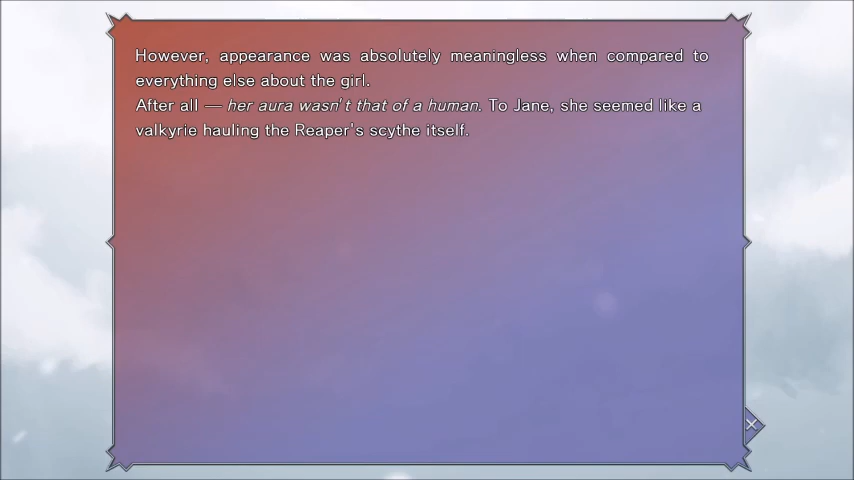 However, appearance was absolutely meaningless when compared to
everything else about the girl.
After all — her aura wasn't that of a human. To Jane, she seemed like a
valkyrie hauling the Reaper's scythe itself.